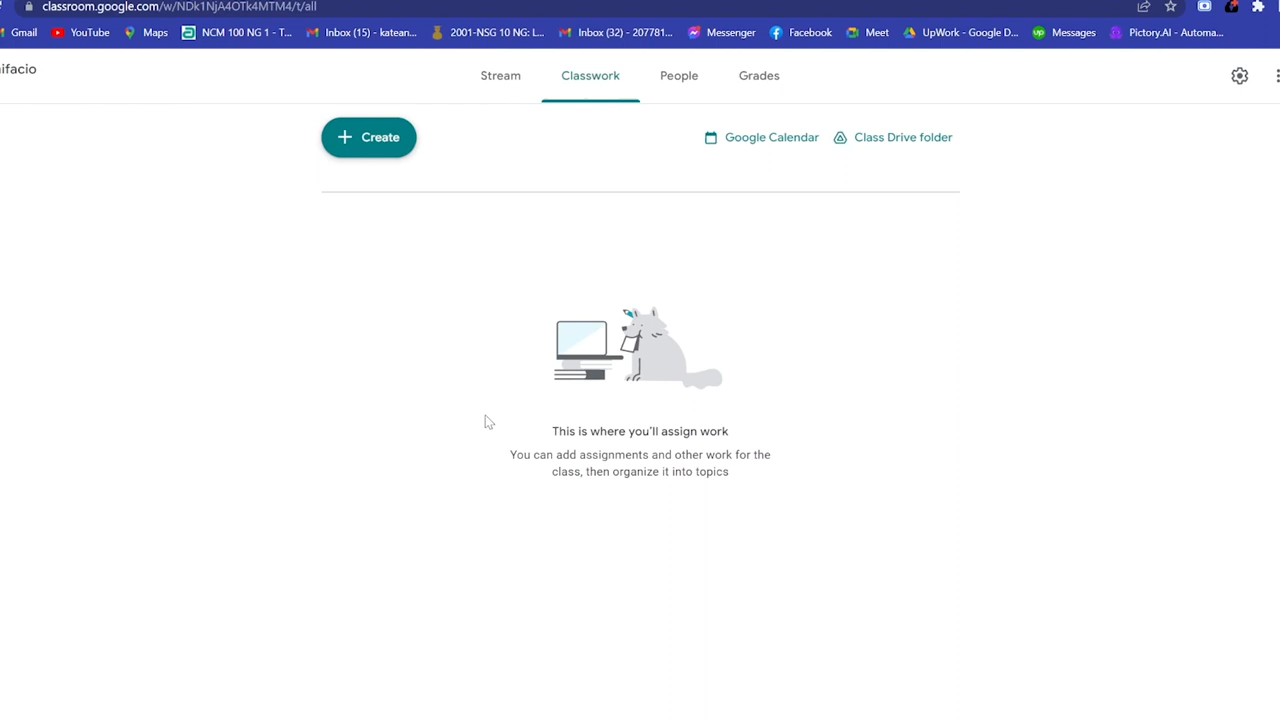 classroom.google.com/w/NDk1NjA4OTk4MTM4/t/all
Gmail YouTube Maps NCM 100 NG 1 - T... Inbox (15) - katean... 2001-NSG 10 NG: L... Inbox (32) - 207781... Messenger Facebook Meet UpWork - Google D... Messages Pictory.AI - Automa...
ifacio
Stream Classwork People Grades
+ Create
Google Calendar Class Drive folder
This is where you'll assign work
You can add assignments and other work for the
class, then organize it into topics